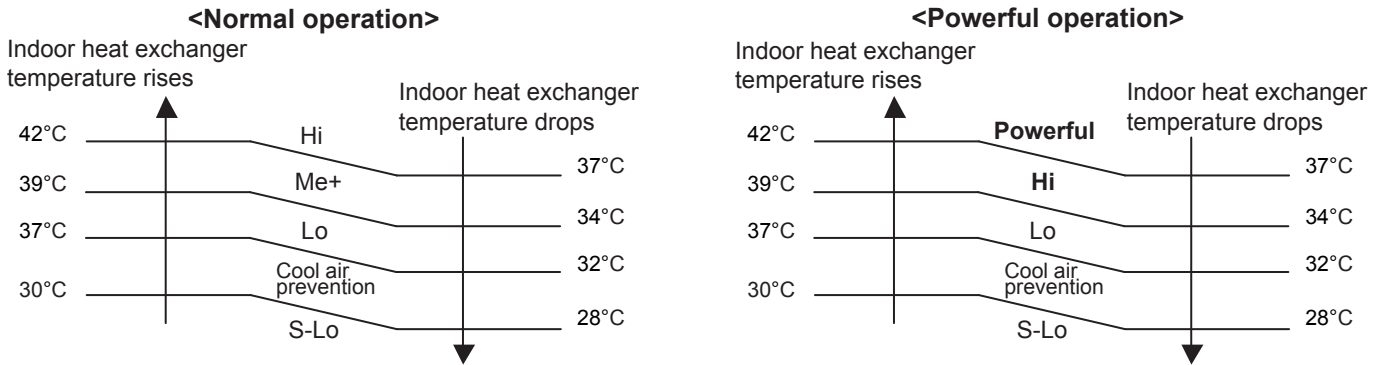 <Normal operation>
Indoor heat exchanger
temperature rises
Indoor heat exchanger
temperature drops
42°C
Hi
37°C
39°C
Me+
34°C
37°C
Lo
32°C
Cool air
prevention
30°C
28°C
S-Lo
<Powerful operation>
Indoor heat exchanger
temperature rises
Indoor heat exchanger
temperature drops
42°C
Powerful
37°C
39°C
Hi
34°C
37°C
Lo
32°C
Cool air
prevention
30°C
28°C
S-Lo